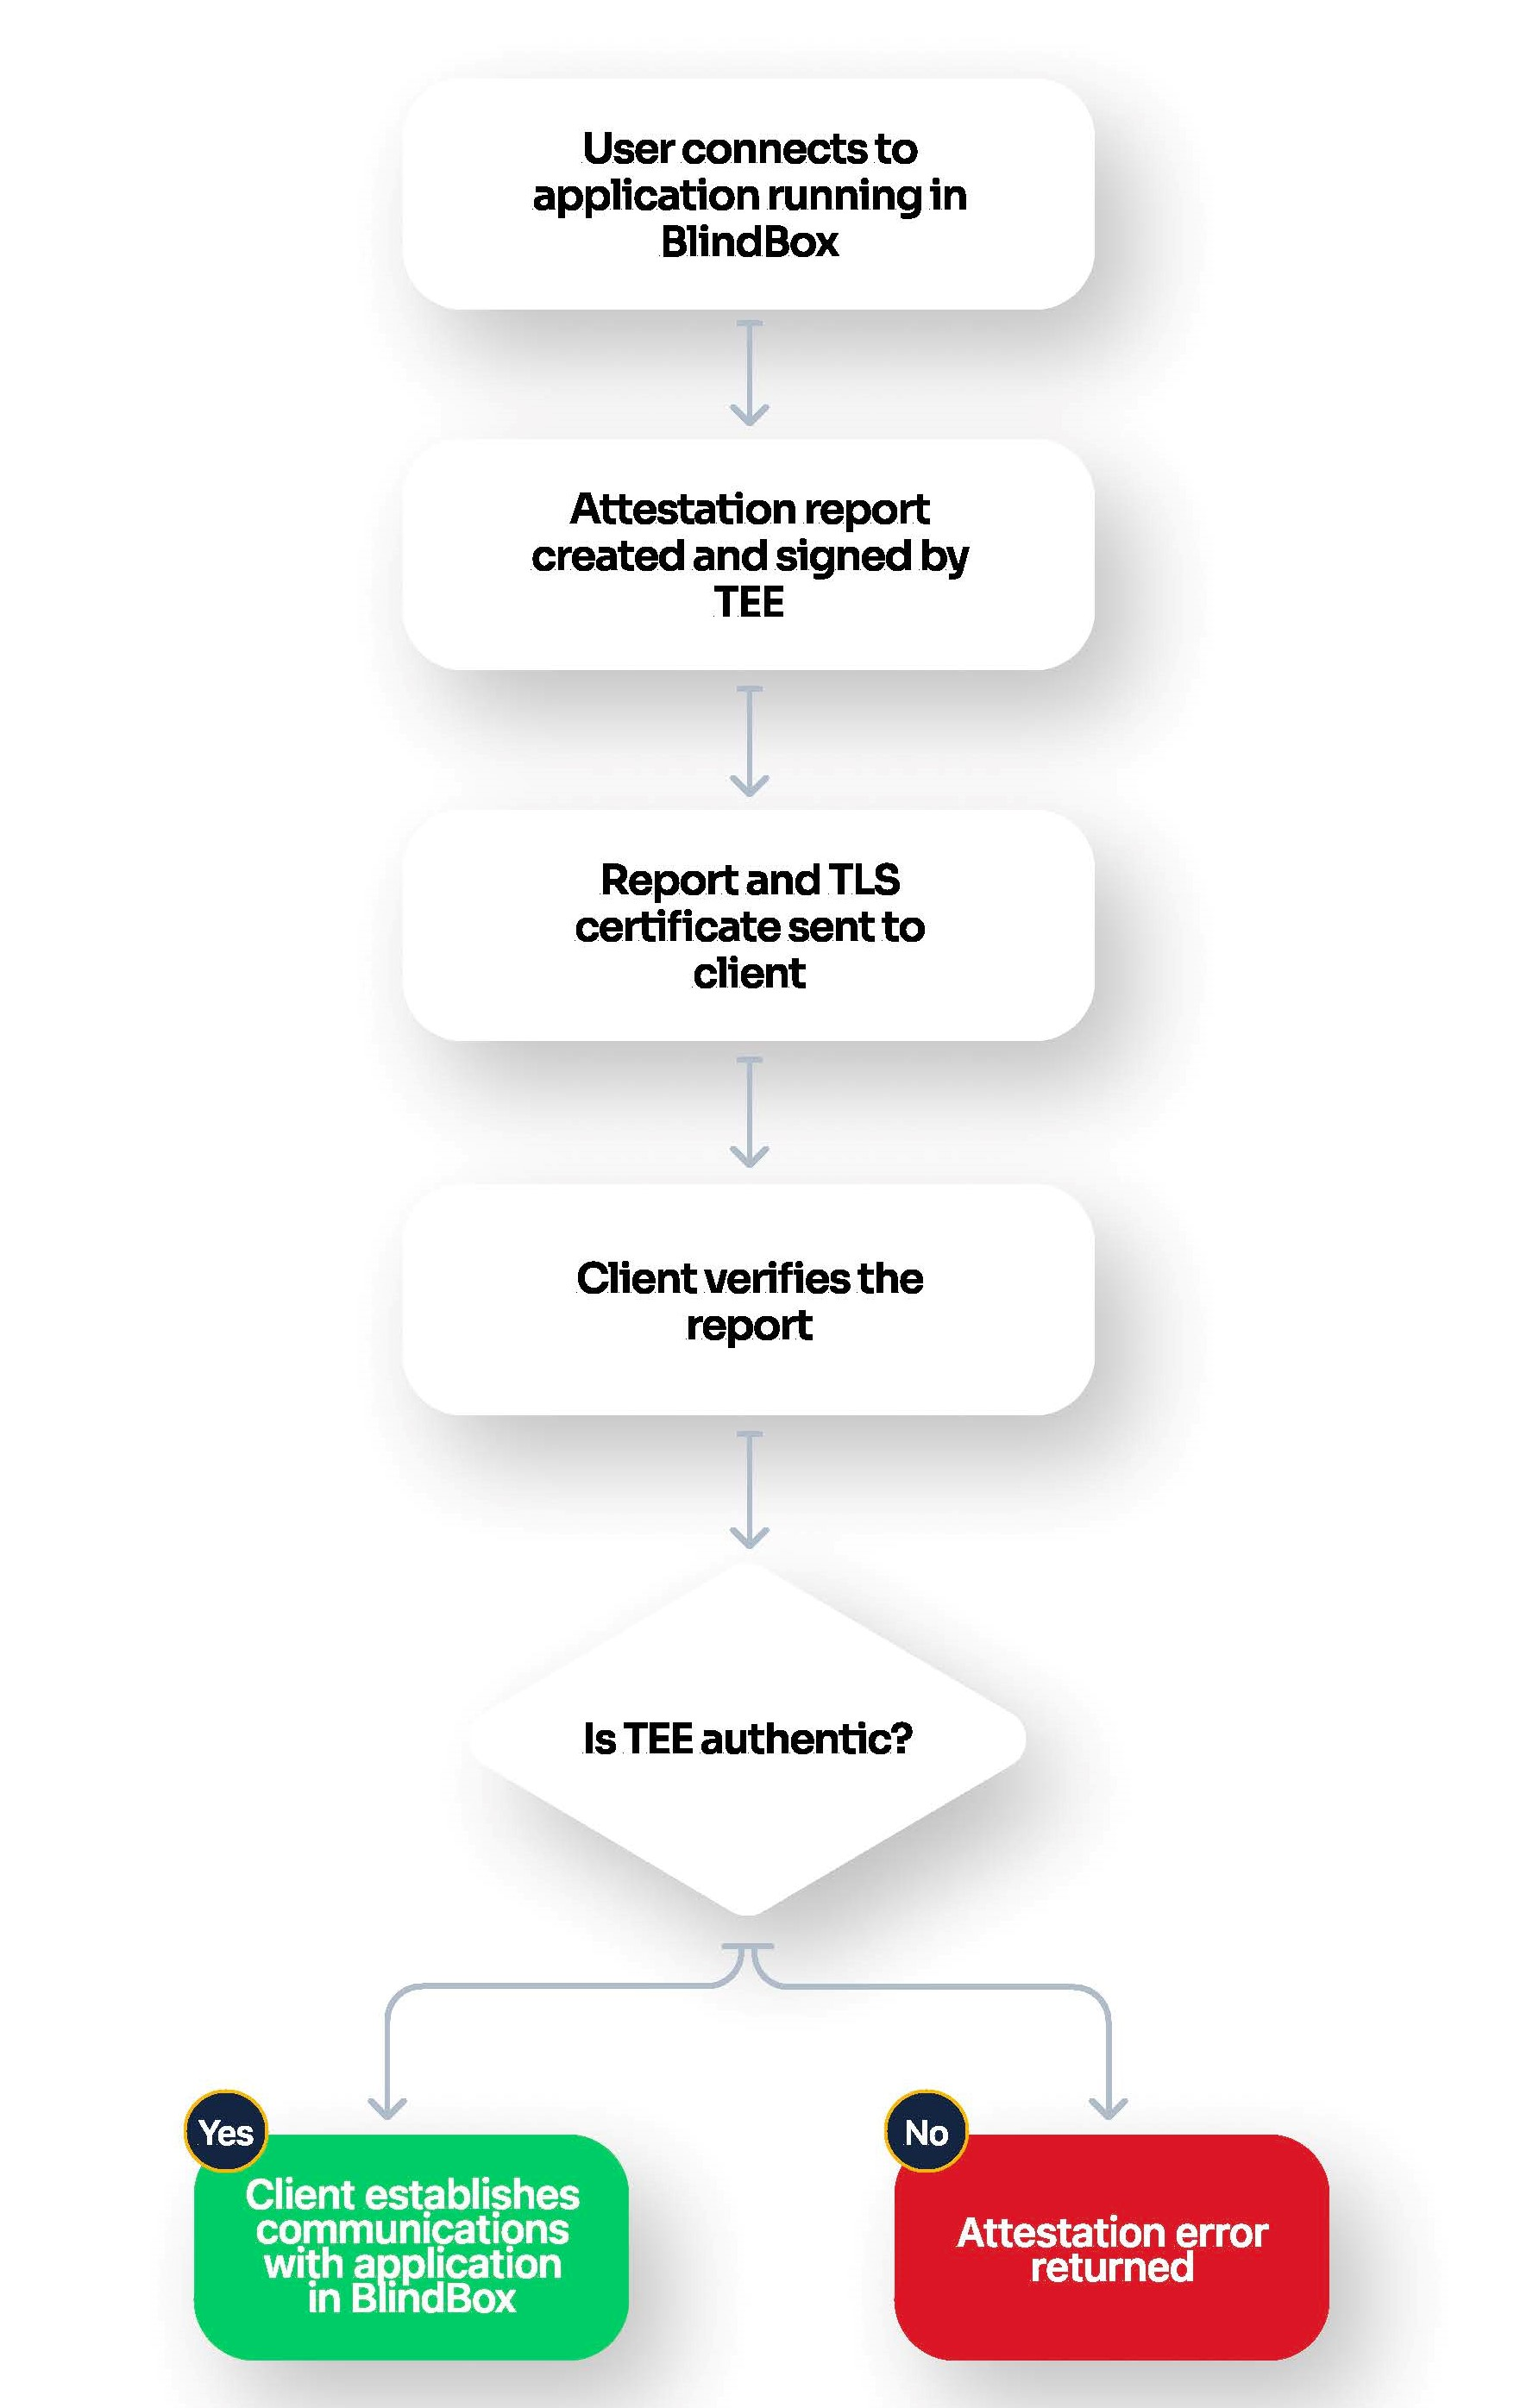 User connects to
application running in
BlindBox
Attestation report
created and signed by
TEE
Report and TLS
certificate sent to
client
Client verifies the
report
Is TEE authentic?
Yes
Client establishes
communications
with application
in BlindBox
No
Attestation error
returned